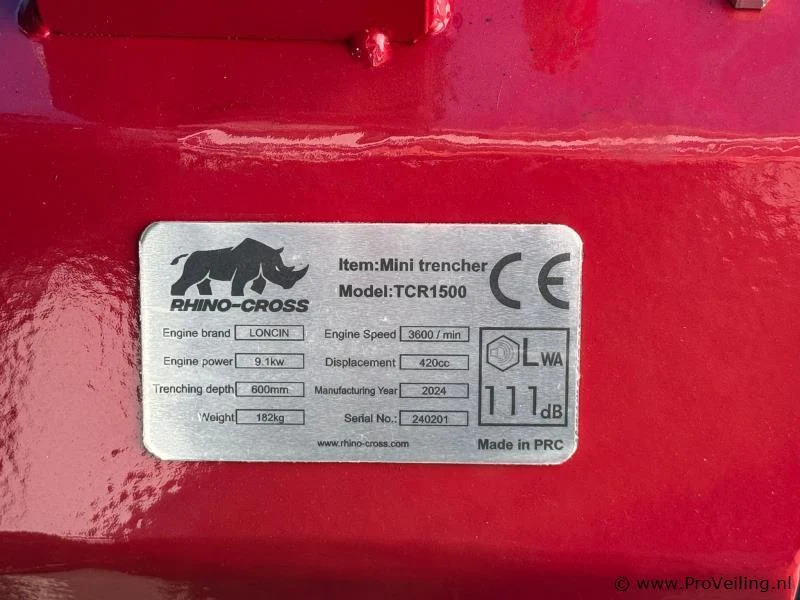 RHINO-CROSS
Item:Mini trencher
Model:TCR1500
CE
Engine brand LONCIN
Engine power 9.1kw
Trenching depth 600mm
Weight 182kg
Engine Speed 3600 / min
Displacement 420cc
Manufacturing Year 2024
Serial No.: 240201
LWA
111dB
www.rhino-cross.com
Made in PRC
© www.ProVeiling.nl